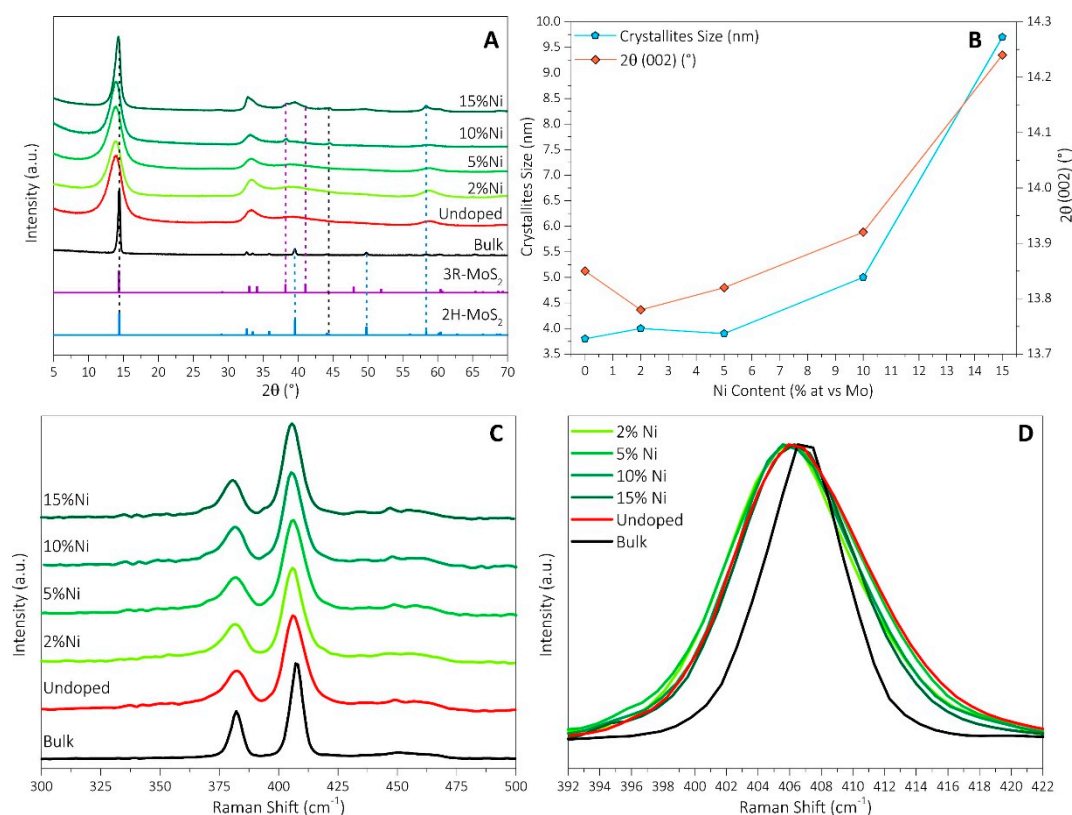 A
15%Ni
10%Ni
5%Ni
2%Ni
Undoped
Bulk
3R-MoS2
2H-MoS2
Intensity (a.u.)
5 10 15 20 25 30 35 40 45 50 55 60 65 70
2θ (°)
B
Crystallites Size (nm)
2θ (002) (°)
10.0
9.5
9.0
8.5
8.0
7.5
7.0
6.5
6.0
5.5
5.0
4.5
4.0
3.5
Crystallites Size (nm)
14.3
14.2
14.1
14.0
13.9
13.8
13.7
2θ (002) (°)
0 1 2 3 4 5 6 7 8 9 10 11 12 13 14 15
Ni Content (% at vs Mo)
C
15%Ni
10%Ni
5%Ni
2%Ni
Undoped
Bulk
Intensity (a.u.)
300 325 350 375 400 425 450 475 500
Raman Shift (cm-1)
D
2% Ni
5% Ni
10% Ni
15% Ni
Undoped
Bulk
Intensity (a.u.)
392 394 396 398 400 402 404 406 408 410 412 414 416 418 420 422
Raman Shift (cm-1)